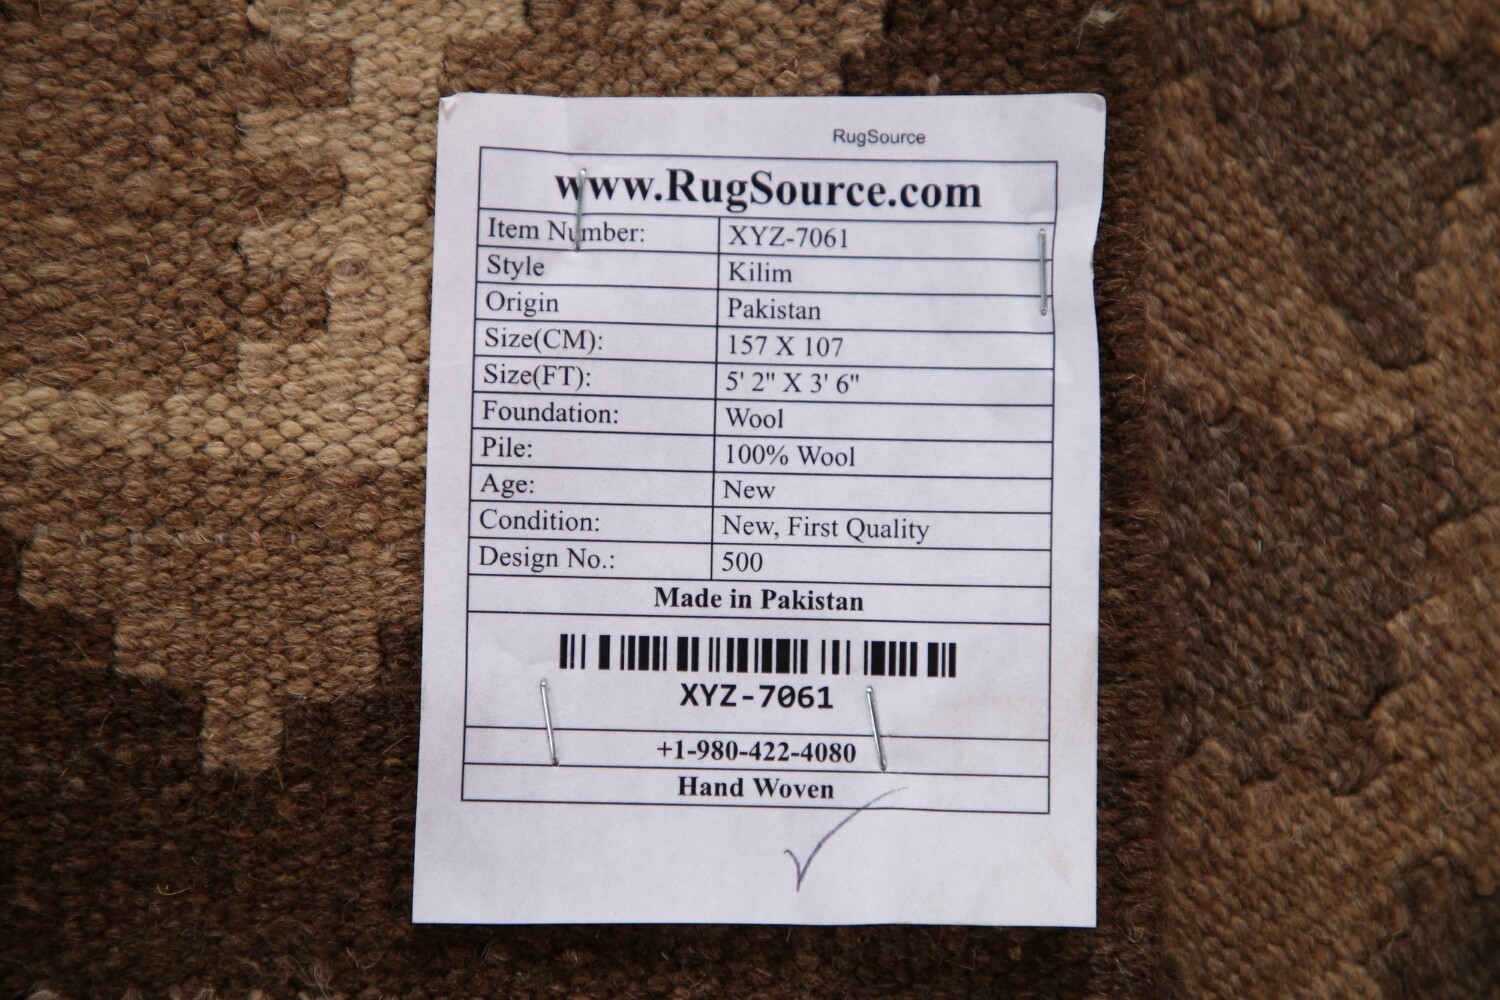 RugSource
www.RugSource.com
Item Number: XYZ-7061
Style Kilim
Origin Pakistan
Size(CM): 157 X 107
Size(FT): 5' 2" X 3' 6"
Foundation: Wool
Pile: 100% Wool
Age: New
Condition: New, First Quality
Design No.: 500
Made in Pakistan
XYZ-7061
+1-980-422-4080
Hand Woven